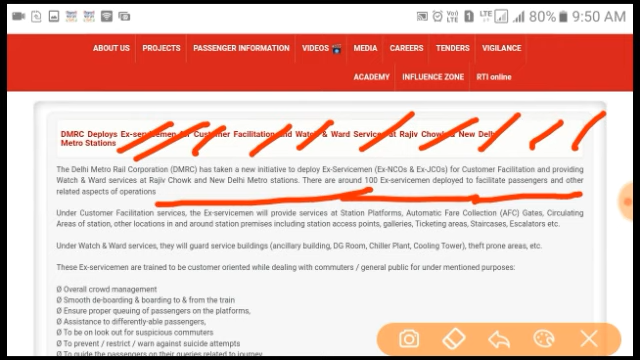 80% 9:50 AM
ABOUT US PROJECTS PASSENGER INFORMATION VIDEOS MEDIA CAREERS TENDERS VIGILANCE
ACADEMY INFLUENCE ZONE RTI online
DMRC Deploys Ex-servicemen for Customer Facilitation and Watch & Ward Services at Rajiv Chowk & New Delhi
Metro Stations
The Delhi Metro Rail Corporation (DMRC) has taken a new initiative to deploy Ex-Servicemen (Ex-NCOs & Ex-JCOs) for Customer Facilitation and providing
Watch & Ward services at Rajiv Chowk and New Delhi Metro stations. There are around 100 Ex-servicemen deployed to facilitate passengers and other
related aspects of operations
Under Customer Facilitation services, the Ex-servicemen will provide services at Station Platforms, Automatic Fare Collection (AFC) Gates, Circulating
Areas of station, other locations in and around station premises including station access points, galleries, Ticketing areas, Staircases, Escalators etc.
Under Watch & Ward services, they will guard service buildings (ancillary building, DG Room, Chiller Plant, Cooling Tower), theft prone areas, etc.
These Ex-servicemen are trained to be customer oriented while dealing with commuters / general public for under mentioned purposes:
Ø Overall crowd management
Ø Smooth de-boarding & boarding to & from the train
Ø Ensure proper queuing of passengers on the platforms,
Ø Assistance to differently-able passengers,
Ø To be on look out for suspicious commuters
Ø To prevent / restrict / warn against suicide attempts
Ø To guide the passengers on their queries related to journey